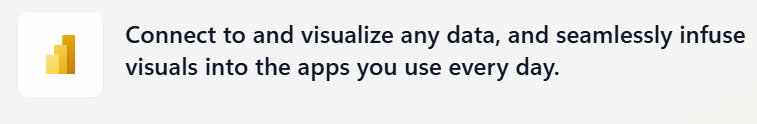 Connect to and visualize any data, and seamlessly infuse
visuals into the apps you use every day.